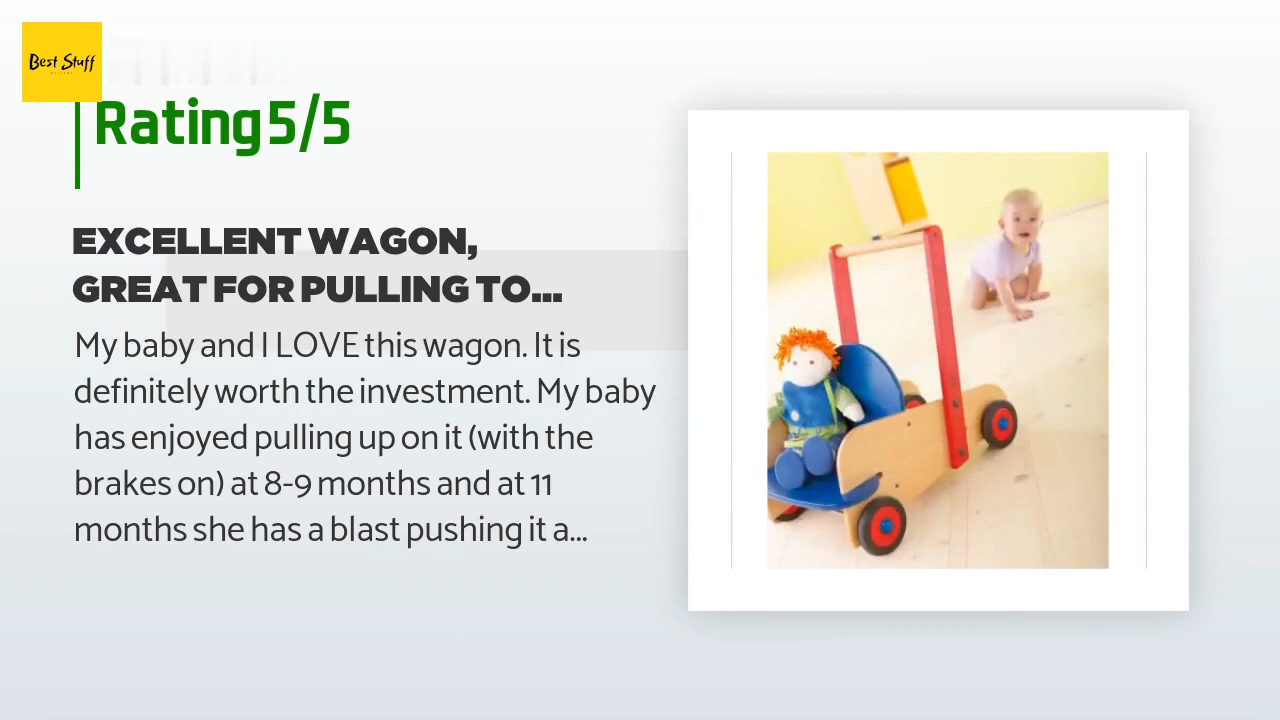 Best Stuff
Rating 5/5
EXCELLENT WAGON,
GREAT FOR PULLING TO...
My baby and I LOVE this wagon. It is
definitely worth the investment. My baby
has enjoyed pulling up on it (with the
brakes on) at 8-9 months and at 11
months she has a blast pushing it a...